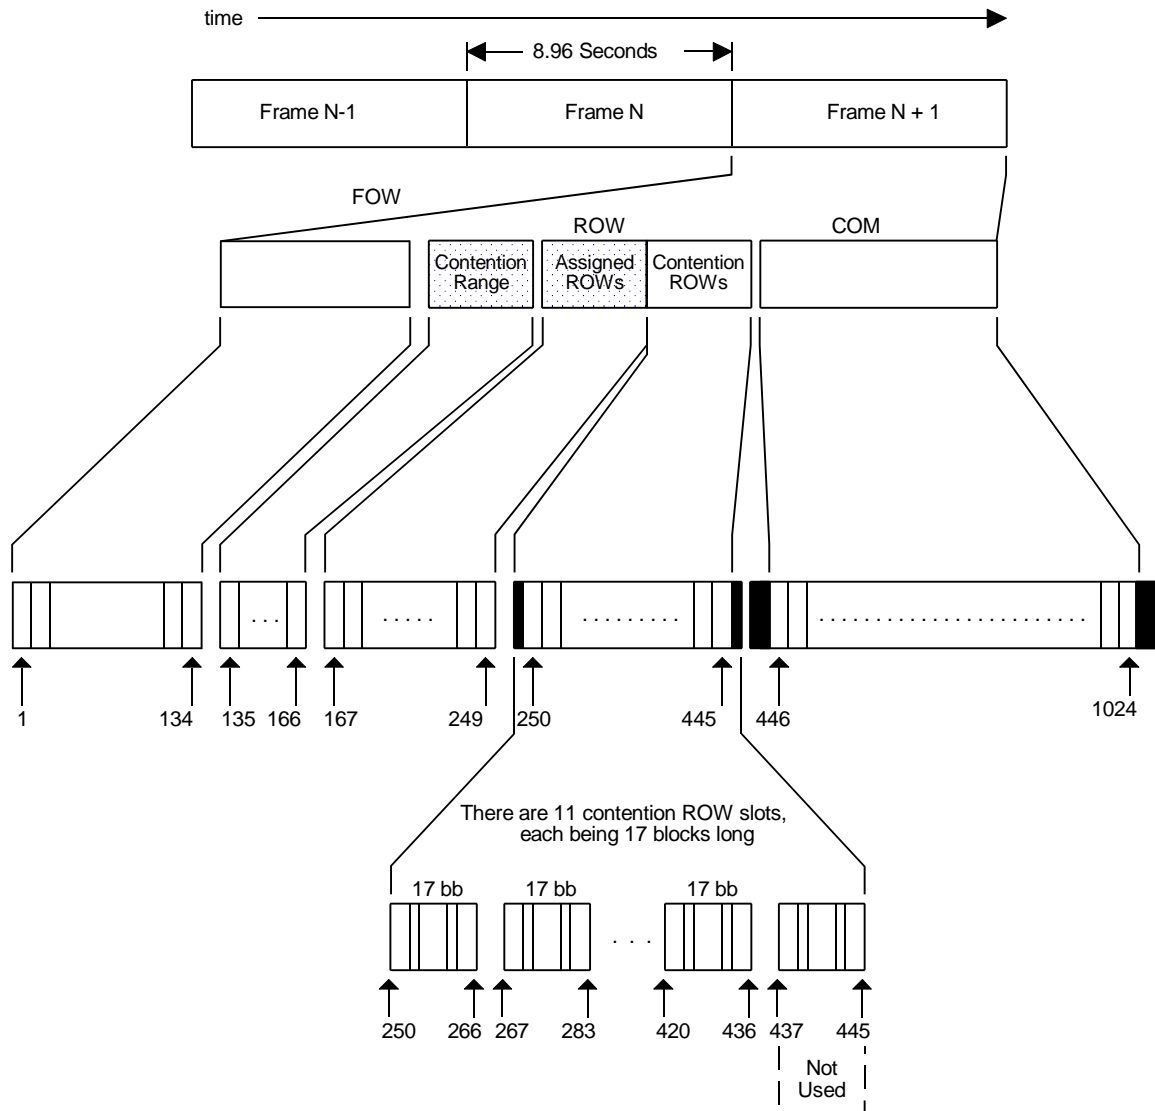 time
8.96 Seconds
Frame N-1
Frame N
Frame N + 1
FOW
ROW
COM
Contention
Range
Assigned
ROWs
Contention
ROWs
. . .
. . . . .
. . . . . . . . .
. . . . . . . . . . . . . . . . . . . . . . . .
1
134
135
166
167
249
250
445
446
1024
There are 11 contention ROW slots,
each being 17 blocks long
17 bb
17 bb
17 bb
. . .
250
266
267
283
420
436
437
445
Not
Used